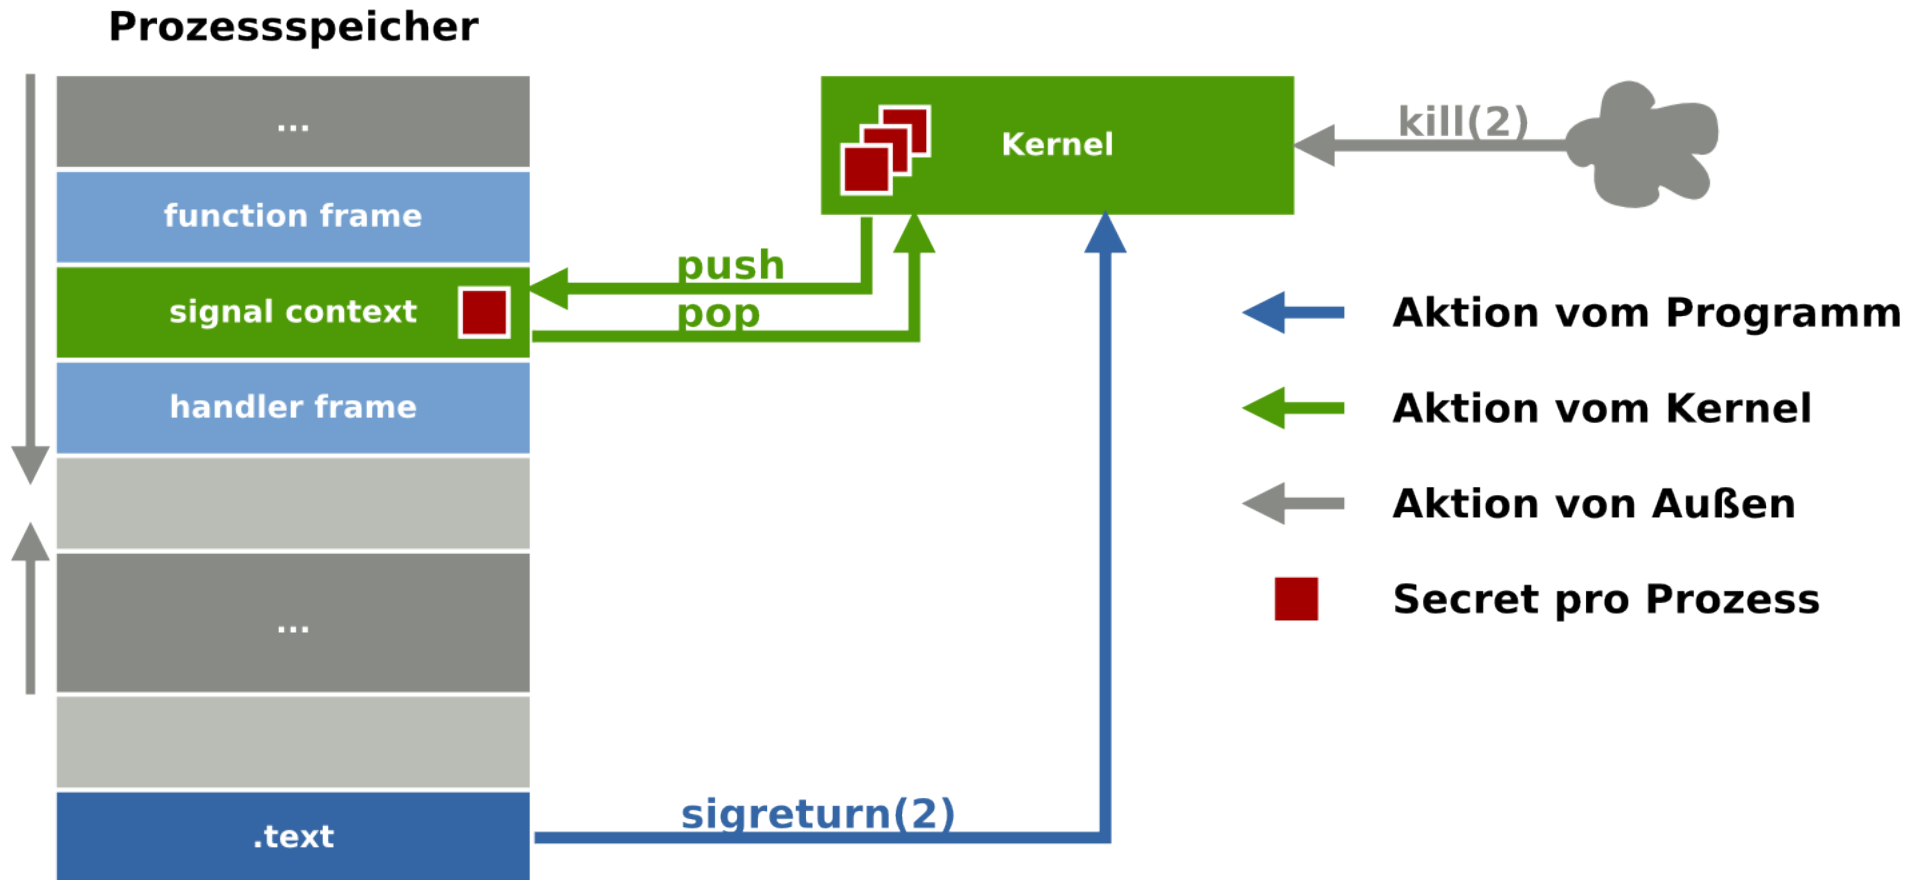 Prozessspeicher
...
function frame
signal context
handler frame
...
.text
push
pop
sigreturn(2)
Kernel
kill(2)
Aktion vom Programm
Aktion vom Kernel
Aktion von Außen
Secret pro Prozess